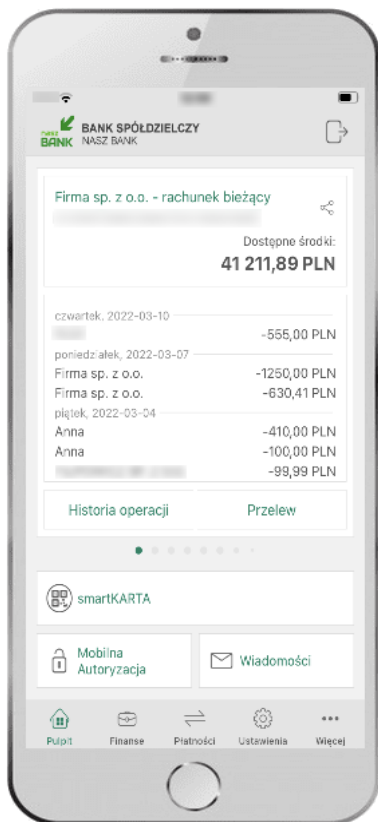 nasz
BANK
BANK SPÓŁDZIELCZY
NASZ BANK
Firma sp. z o.o. - rachunek bieżący
Dostępne środki:
41 211,89 PLN
czwartek, 2022-03-10
-555,00 PLN
poniedziałek, 2022-03-07
Firma sp. z o.o. -1250,00 PLN
Firma sp. z o.o. -630,41 PLN
piątek, 2022-03-04
Anna -410,00 PLN
Anna -100,00 PLN
-99,99 PLN
Historia operacji Przelew
smartKARTA
Mobilna
Autoryzacja
Wiadomości
Pulpit Finanse Płatności Ustawienia Więcej